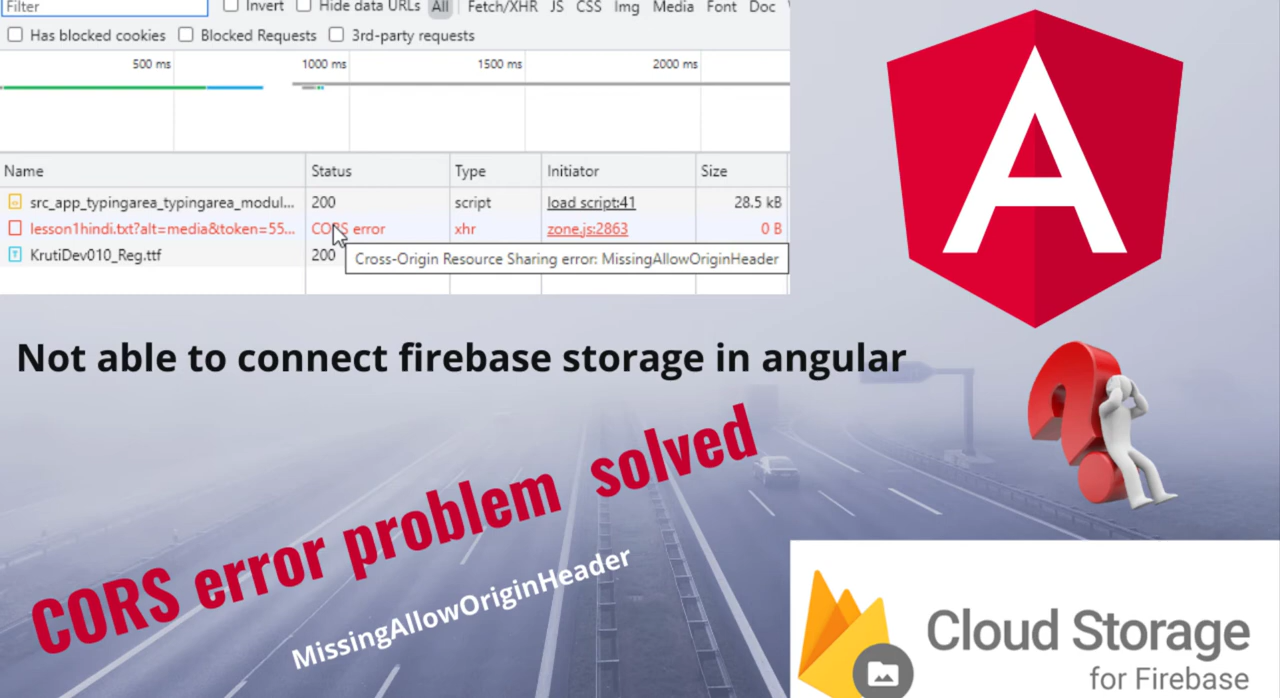 Filter
Invert
Hide data URLs
All
Fetch/XHR JS CSS Img Media Font Doc
Has blocked cookies
Blocked Requests
3rd-party requests
500 ms
1000 ms
1500 ms
2000 ms
Name Status Type Initiator Size
src_app_typingarea_typingarea_modul... 200 script load script:41 28.5 kB
lesson1hindi.txt?alt=media&token=55... CORS error xhr zone.js:2863 0 B
KrutiDev010_Reg.ttf 200
Cross-Origin Resource Sharing error: MissingAllowOriginHeader
A
Not able to connect firebase storage in angular
CORS error problem solved
MissingAllowOriginHeader
Cloud Storage
for Firebase